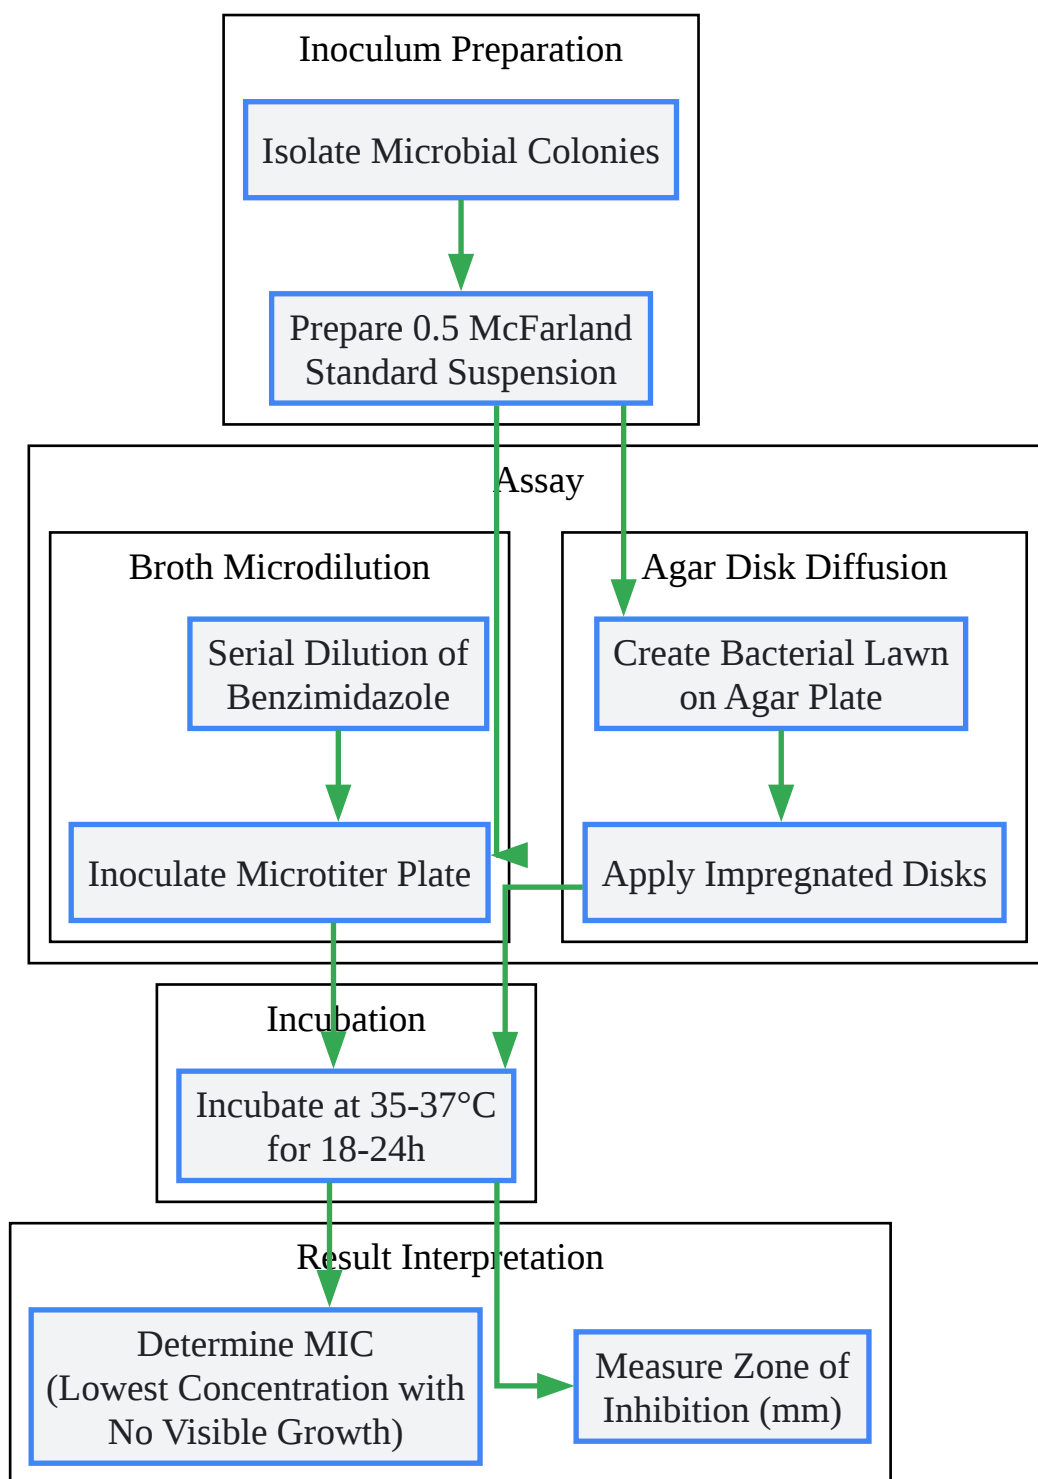 Inoculum Preparation
Isolate Microbial Colonies
Prepare 0.5 McFarland
Standard Suspension
Assay
Broth Microdilution
Serial Dilution of
Benzimidazole
Inoculate Microtiter Plate
Agar Disk Diffusion
Create Bacterial Lawn
on Agar Plate
Apply Impregnated Disks
Incubation
Incubate at 35-37°C
for 18-24h
Result Interpretation
Determine MIC
(Lowest Concentration with
No Visible Growth)
Measure Zone of
Inhibition (mm)